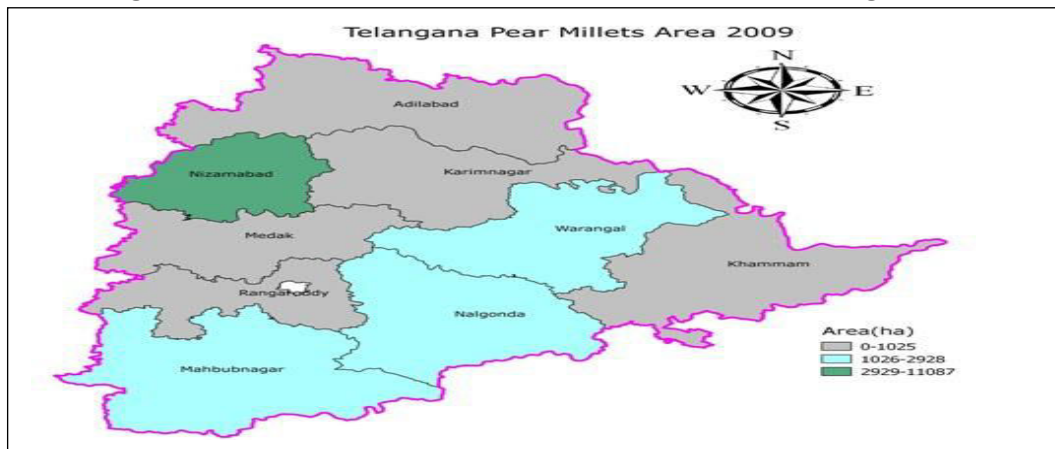 Telangana Pear Millets Area 2009
N
W E
S
Adilabad
Nizamabad
Karimnagar
Medak
Warangal
Khammam
Nalgonda
Mahbubnagar
Area(ha)
0-1025
1026-2928
2929-11087